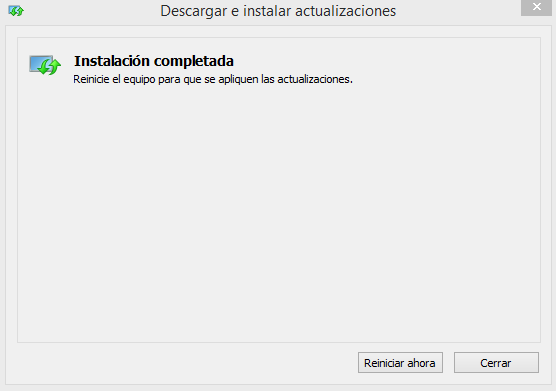 Descargar e instalar actualizaciones
Instalación completada
Reinicie el equipo para que se apliquen las actualizaciones.
Reiniciar ahora
Cerrar